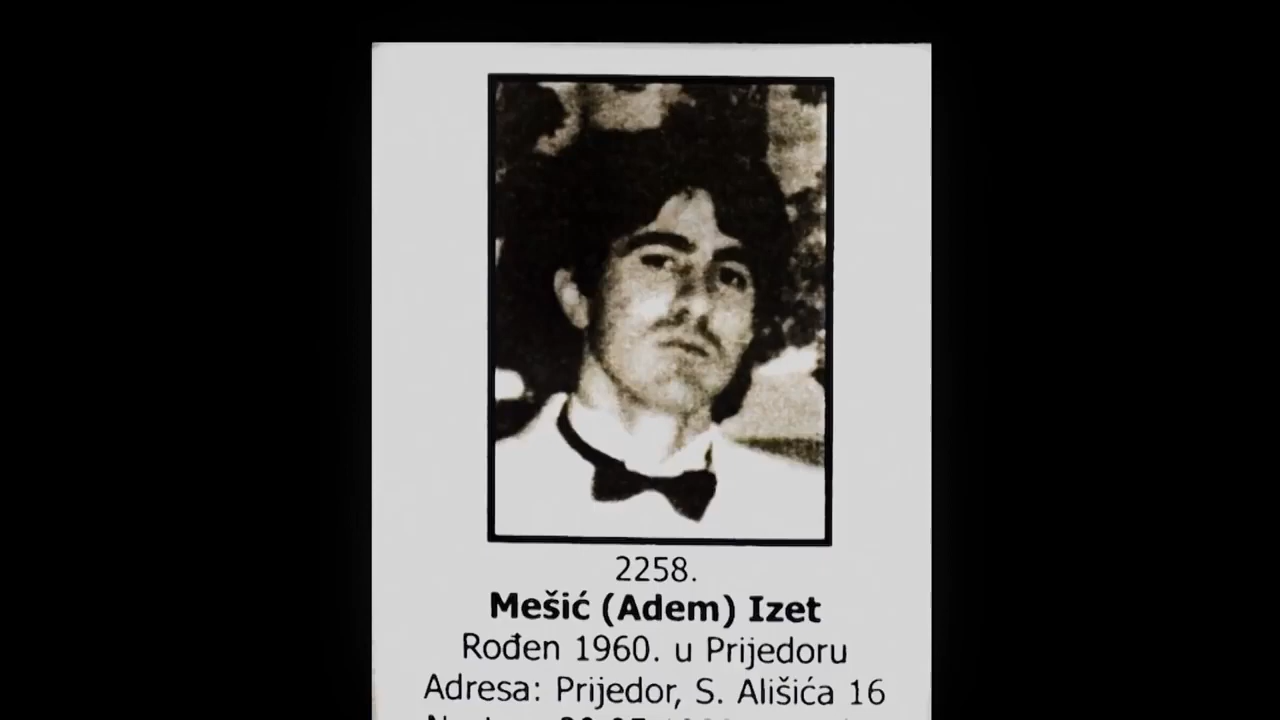 2258.
Mešić (Adem) Izet
Rođen 1960. u Prijedoru
Adresa: Prijedor, S. Ališića 16